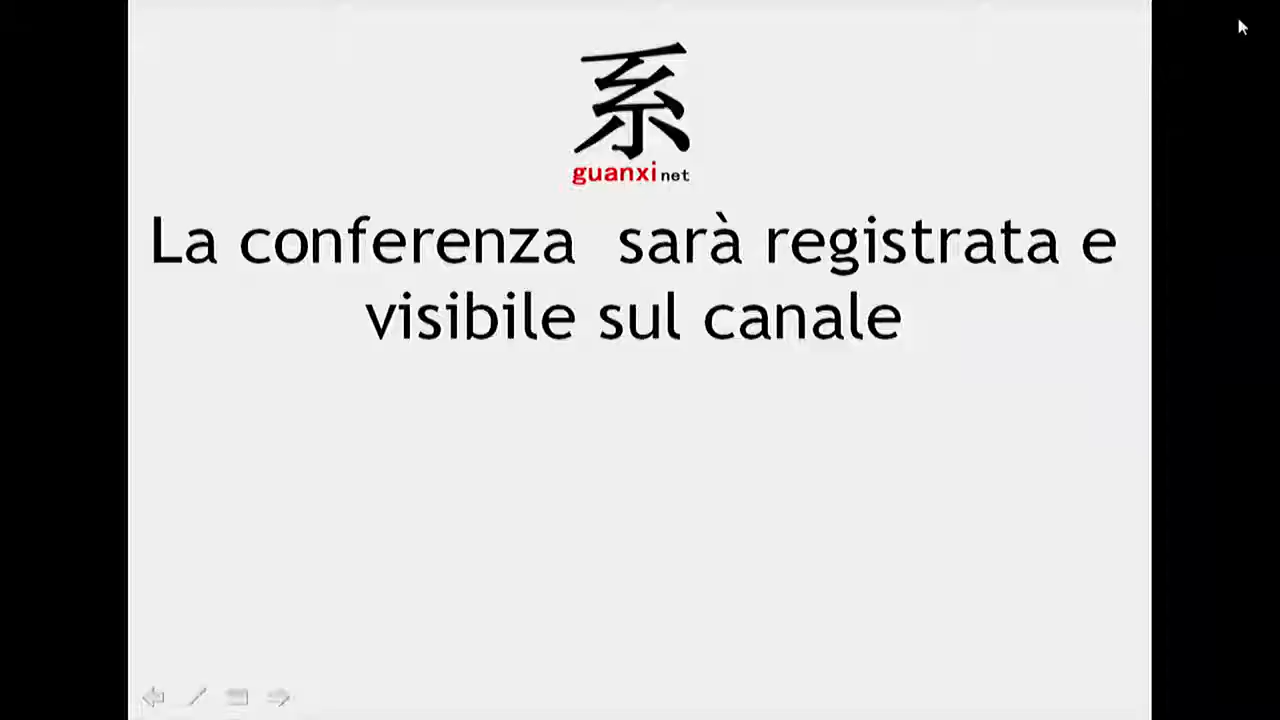 系
guanxi net
La conferenza sarà registrata e
visibile sul canale